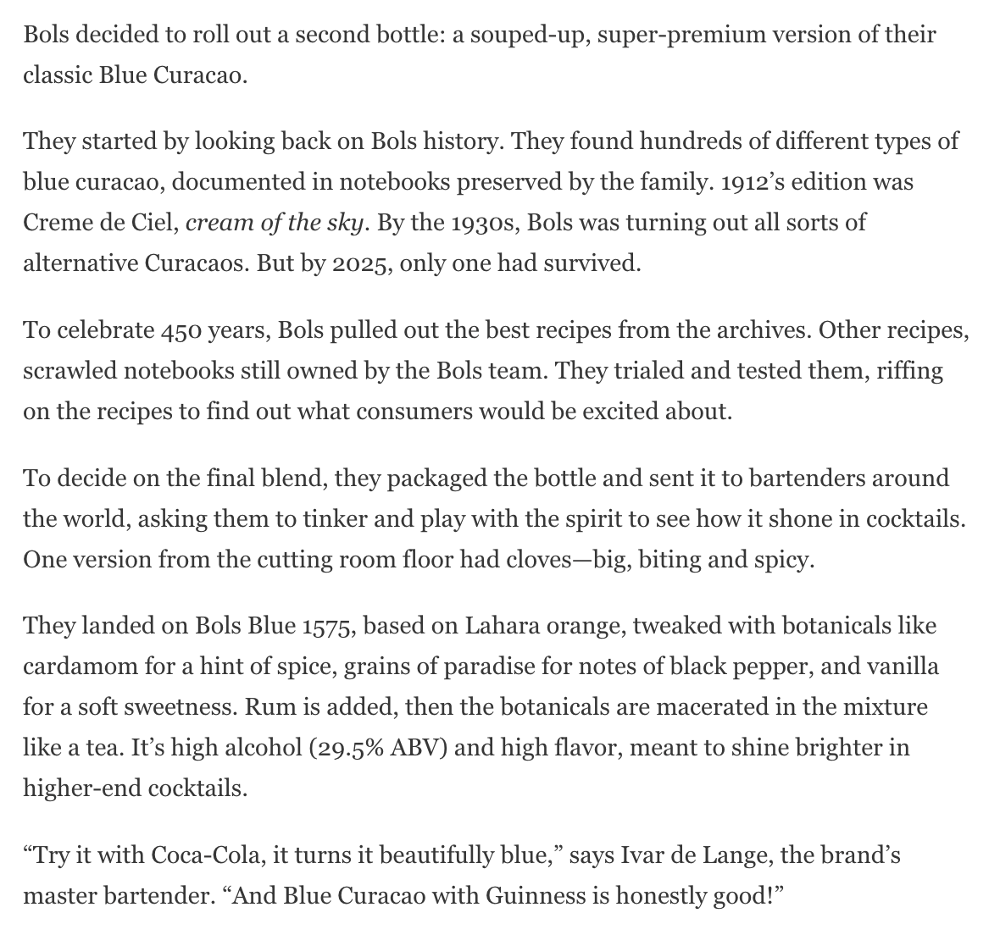 Bols decided to roll out a second bottle: a souped-up, super-premium version of their
classic Blue Curacao.
They started by looking back on Bols history. They found hundreds of different types of
blue curacao, documented in notebooks preserved by the family. 1912’s edition was
Creme de Ciel, cream of the sky. By the 1930s, Bols was turning out all sorts of
alternative Curacaos. But by 2025, only one had survived.
To celebrate 450 years, Bols pulled out the best recipes from the archives. Other recipes,
scrawled notebooks still owned by the Bols team. They trialed and tested them, riffing
on the recipes to find out what consumers would be excited about.
To decide on the final blend, they packaged the bottle and sent it to bartenders around
the world, asking them to tinker and play with the spirit to see how it shone in cocktails.
One version from the cutting room floor had cloves—big, biting and spicy.
They landed on Bols Blue 1575, based on Lahara orange, tweaked with botanicals like
cardamom for a hint of spice, grains of paradise for notes of black pepper, and vanilla
for a soft sweetness. Rum is added, then the botanicals are macerated in the mixture
like a tea. It’s high alcohol (29.5% ABV) and high flavor, meant to shine brighter in
higher-end cocktails.
“Try it with Coca-Cola, it turns it beautifully blue,” says Ivar de Lange, the brand’s
master bartender. “And Blue Curacao with Guinness is honestly good!”